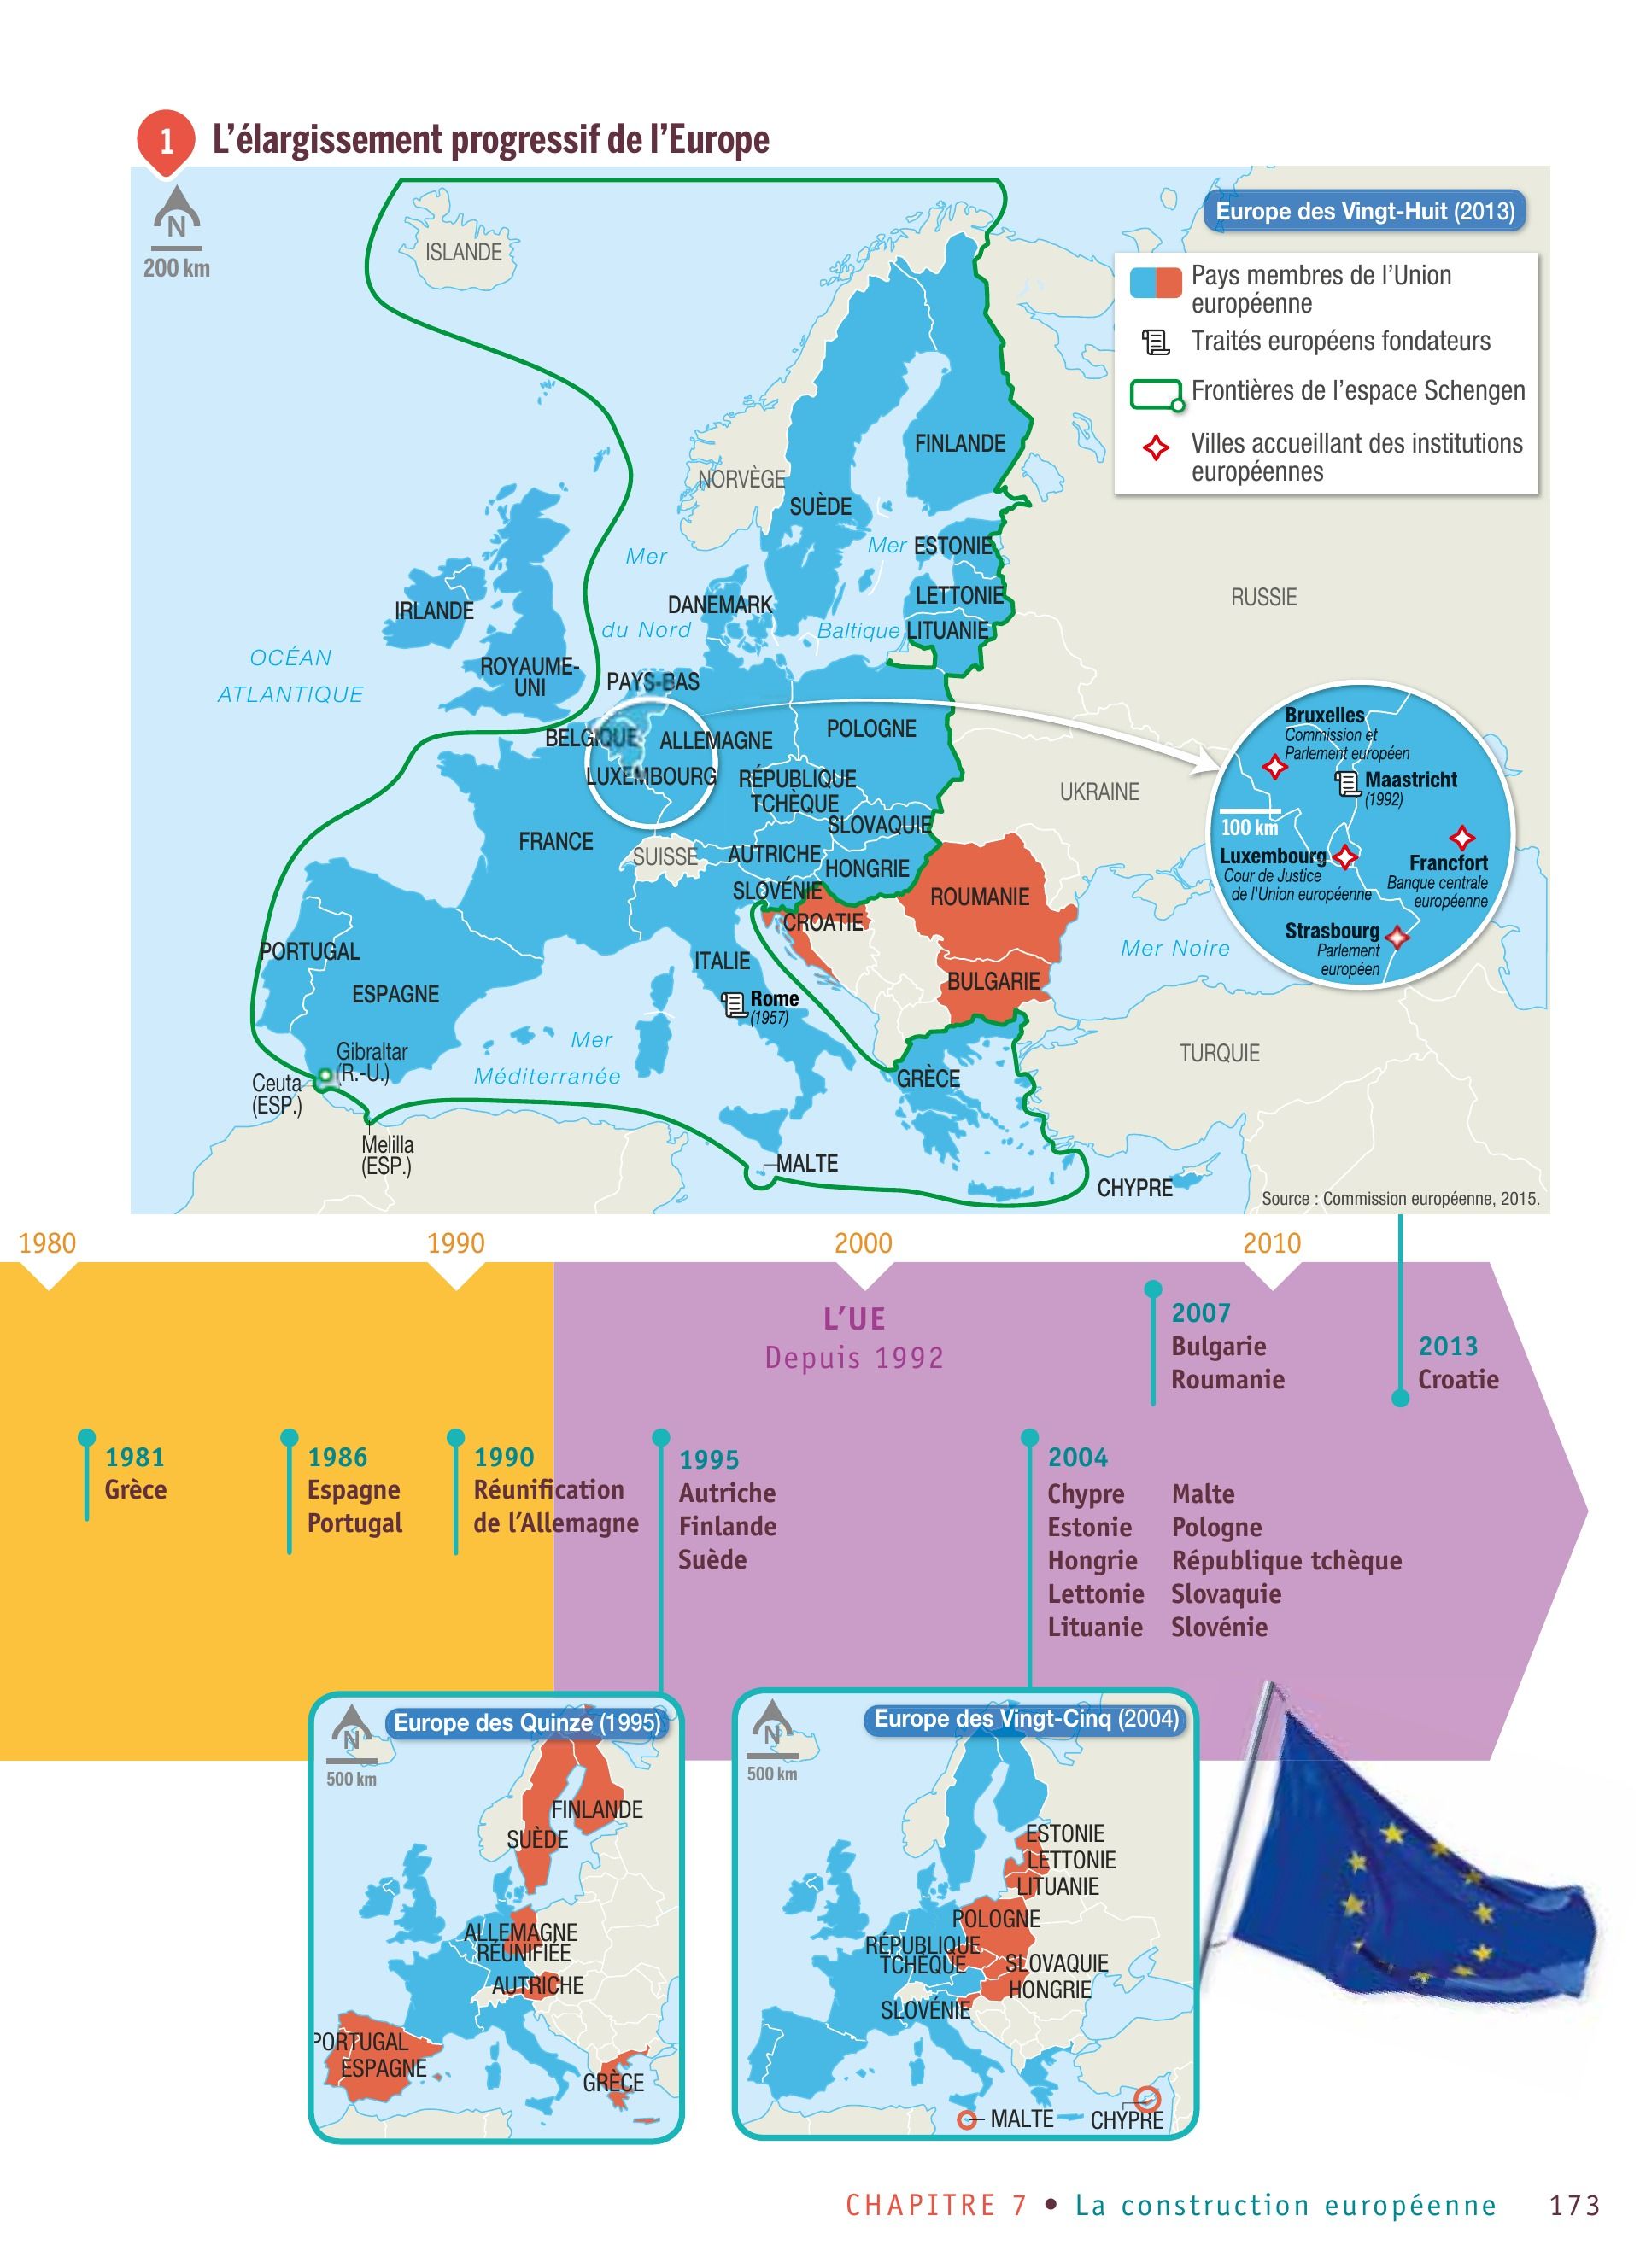 1
L’élargissement progressif de l’Europe
N
200 km
Europe des Vingt-Huit (2013)
Pays membres de l’Union
européenne
Traités européens fondateurs
Frontières de l’espace Schengen
Villes accueillant des institutions
européennes
ISLANDE
FINLANDE
NORVÈGE
SUÈDE
Mer
Mer
ESTONIE
RUSSIE
LETTONIE
DANEMARK
IRLANDE
du Nord
Baltique
LITUANIE
OCÉAN
ATLANTIQUE
ROYAUME-
UNI
PAYS-BAS
POLOGNE
BELGIQUE
ALLEMAGNE
LUXEMBOURG
RÉPUBLIQUE
TCHÈQUE
UKRAINE
SLOVAQUIE
FRANCE
SUISSE
AUTRICHE
HONGRIE
SLOVÉNIE
ROUMANIE
CROATIE
Bruxelles
Commission et
Parlement européen
Maastricht
(1992)
100 km
Luxembourg
Cour de Justice
de l'Union européenne
Francfort
Banque centrale
européenne
Strasbourg
Parlement
européen
PORTUGAL
ITALIE
Mer Noire
ESPAGNE
BULGARIE
Rome
(1957)
Mer
Méditerranée
Gibraltar
(R.-U.)
TURQUIE
Ceuta
(ESP.)
GRÈCE
Melilla
(ESP.)
MALTE
CHYPRE
Source : Commission européenne, 2015.
1980
1990
2000
2010
L’UE
Depuis 1992
2007
Bulgarie
Roumanie
2013
Croatie
1981
Grèce
1986
Espagne
Portugal
1990
Réunification
de l’Allemagne
1995
Autriche
Finlande
Suède
2004
Chypre
Estonie
Hongrie
Lettonie
Lituanie
Malte
Pologne
République tchèque
Slovaquie
Slovénie
N
500 km
Europe des Quinze (1995)
FINLANDE
SUÈDE
ALLEMAGNE
RÉUNIFIÉE
AUTRICHE
PORTUGAL
ESPAGNE
GRÈCE
N
500 km
Europe des Vingt-Cinq (2004)
ESTONIE
LETTONIE
LITUANIE
POLOGNE
RÉPUBLIQUE
TCHÈQUE
SLOVAQUIE
HONGRIE
SLOVÉNIE
MALTE
CHYPRE
CHAPITRE 7 • La construction européenne 173